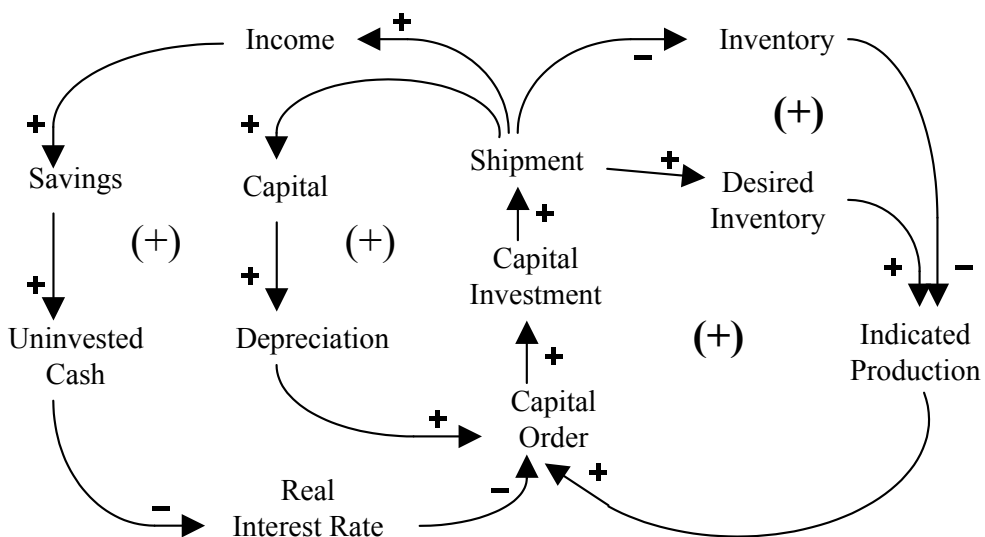 +
Income
Inventory
−
+
+
(+)
Savings
Capital
Shipment
+
Desired
Inventory
(+)
(+)
+
Capital
Investment
+
−
+
+
Uninvested
Cash
Depreciation
(+)
Indicated
Production
+
Capital
Order
+
+
−
Real
Interest Rate
−